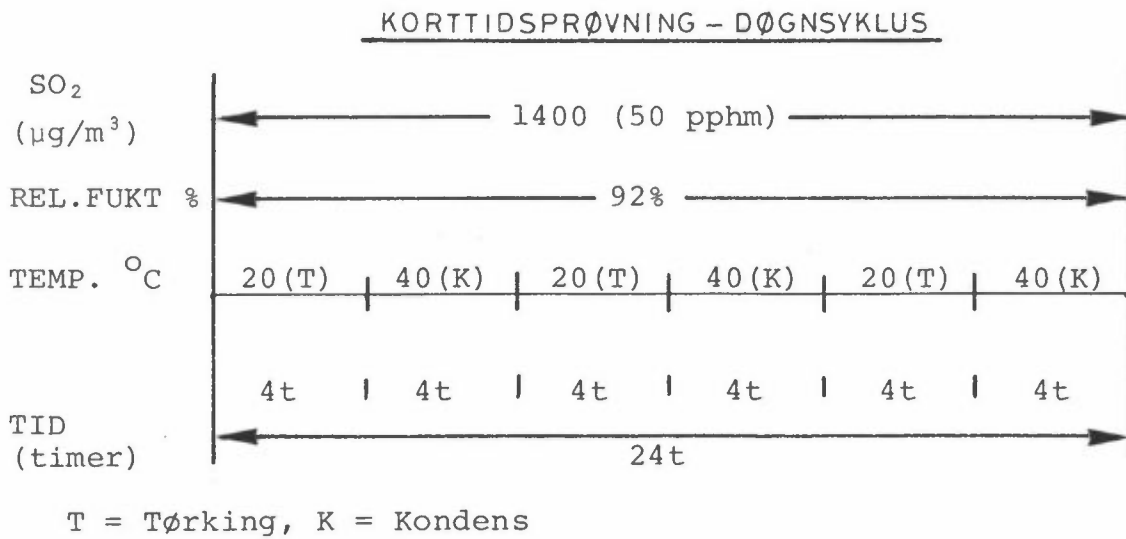 KORTTIDSPRØVNING – DØGNSYKLUS
SO₂
(µg/m³)
1400 (50 pphm)
REL.FUKT %
92%
TEMP. °C
20(T) 40(K) 20(T) 40(K) 20(T) 40(K)
4t 4t 4t 4t 4t 4t
TID
(timer)
24t
T = Tørking, K = Kondens